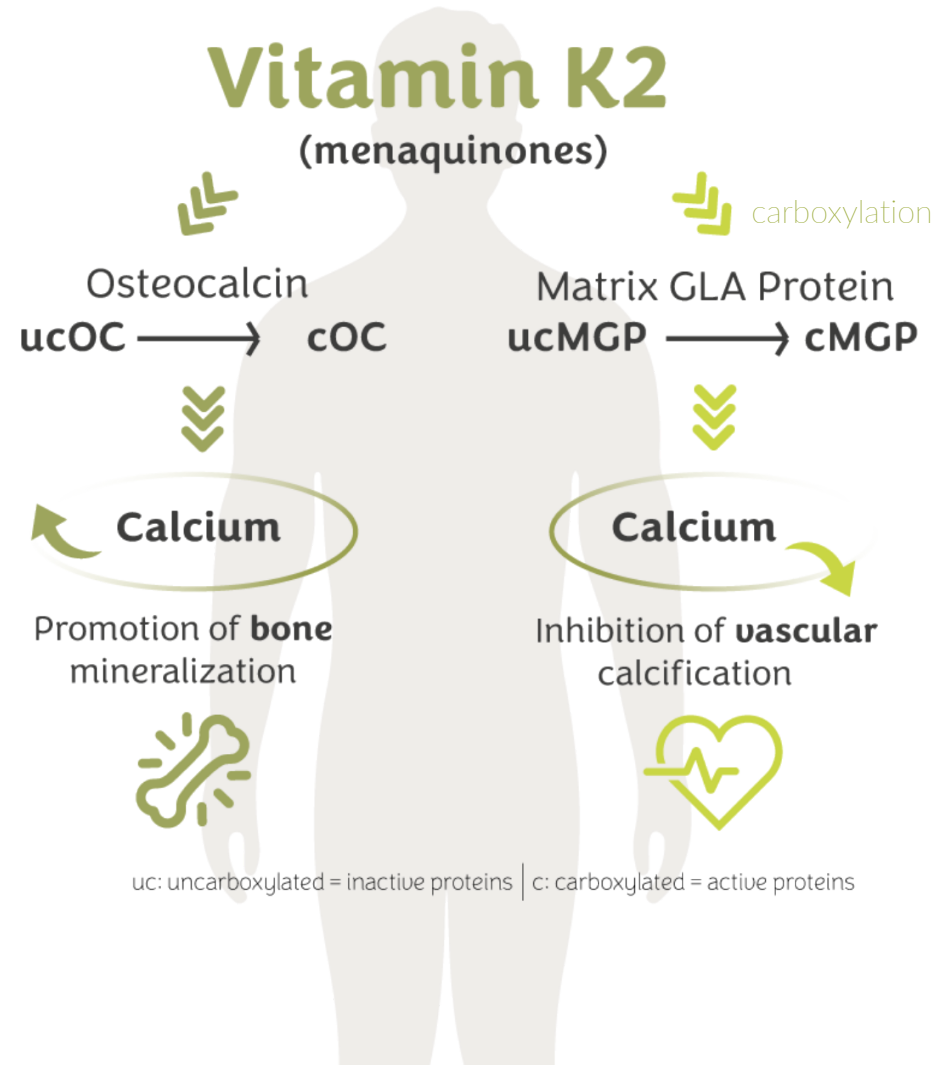 Vitamin K2
(menaquinones)
carboxylation
Osteocalcin
ucOC cOC
Matrix GLA Protein
ucMGP cMGP
Calcium
Promotion of bone
mineralization
Calcium
Inhibition of vascular
calcification
uc: uncarboxylated = inactive proteins | c: carboxylated = active proteins